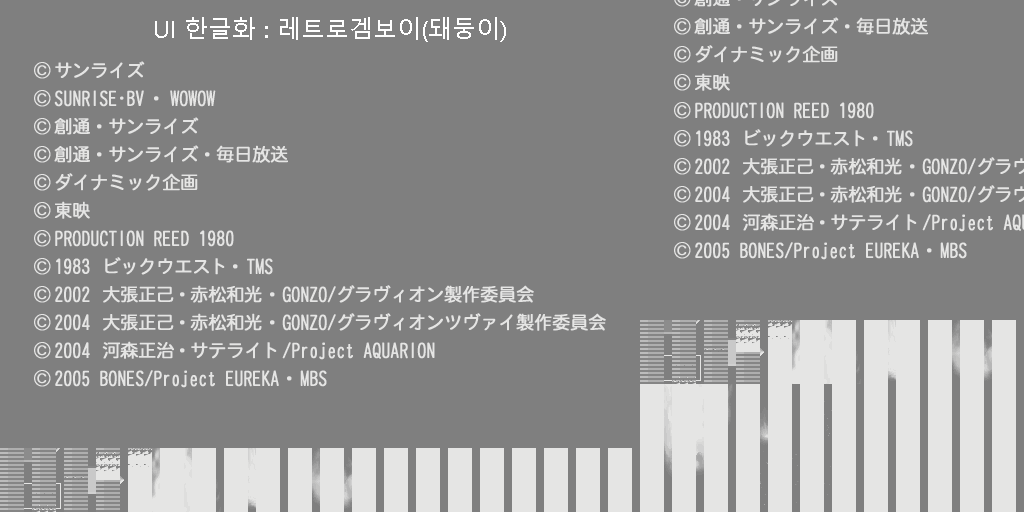 UI 한글화 : 레트로겜보이(돼둥이)
©サンライズ
©SUNRISE·BV · WOWOW
©創通・サンライズ
©創通・サンライズ・毎日放送
©ダイナミック企画
©東映
©PRODUCTION REED 1980
©1983 ビックウエスト・TMS
©2002 大張正己・赤松和光・GONZO/グラヴィオン製作委員会
©2004 大張正己・赤松和光・GONZO/グラヴィオンツヴァイ製作委員会
©2004 河森正治・サテライト/Project AQUARION
©2005 BONES/Project EUREKA・MBS
©創通・サンライズ
©創通・サンライズ・毎日放送
©ダイナミック企画
©東映
©PRODUCTION REED 1980
©1983 ビックウエスト・TMS
©2002 大張正己・赤松和光・GONZO/グラヴ
©2004 大張正己・赤松和光・GONZO/グラヴ
©2004 河森正治・サテライト/Project AQU
©2005 BONES/Project EUREKA・MBS